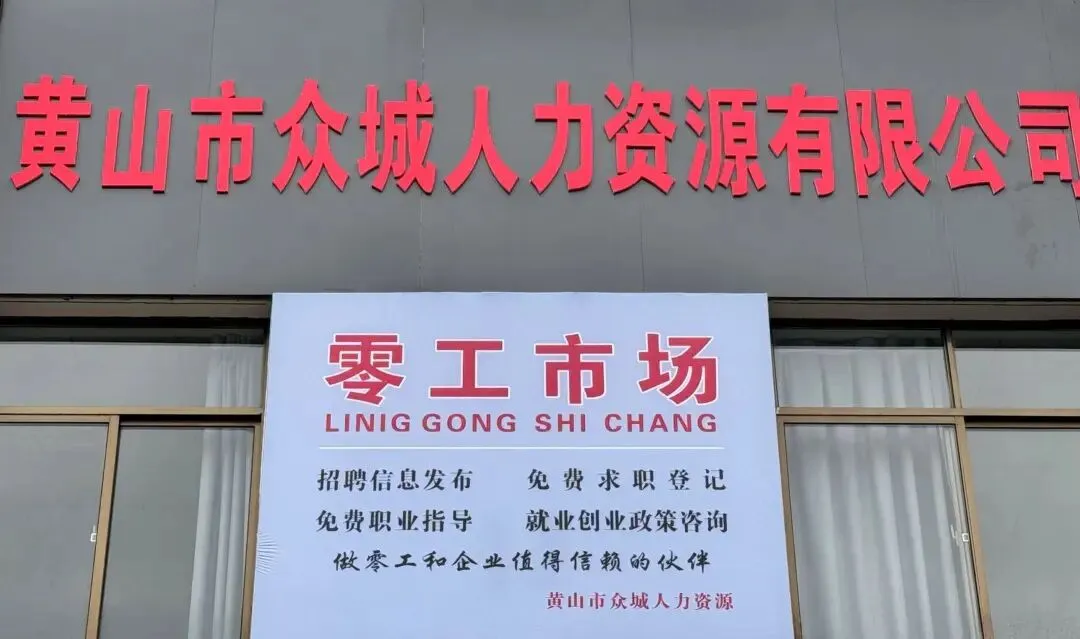 黄山市众城人力资源有限公司
零工市场
LINIG GONG SHI CHANG
招聘信息发布 免费求职登记
免费职业指导 就业创业政策咨询
做零工和企业值得信赖的伙伴
黄山市众城人力资源